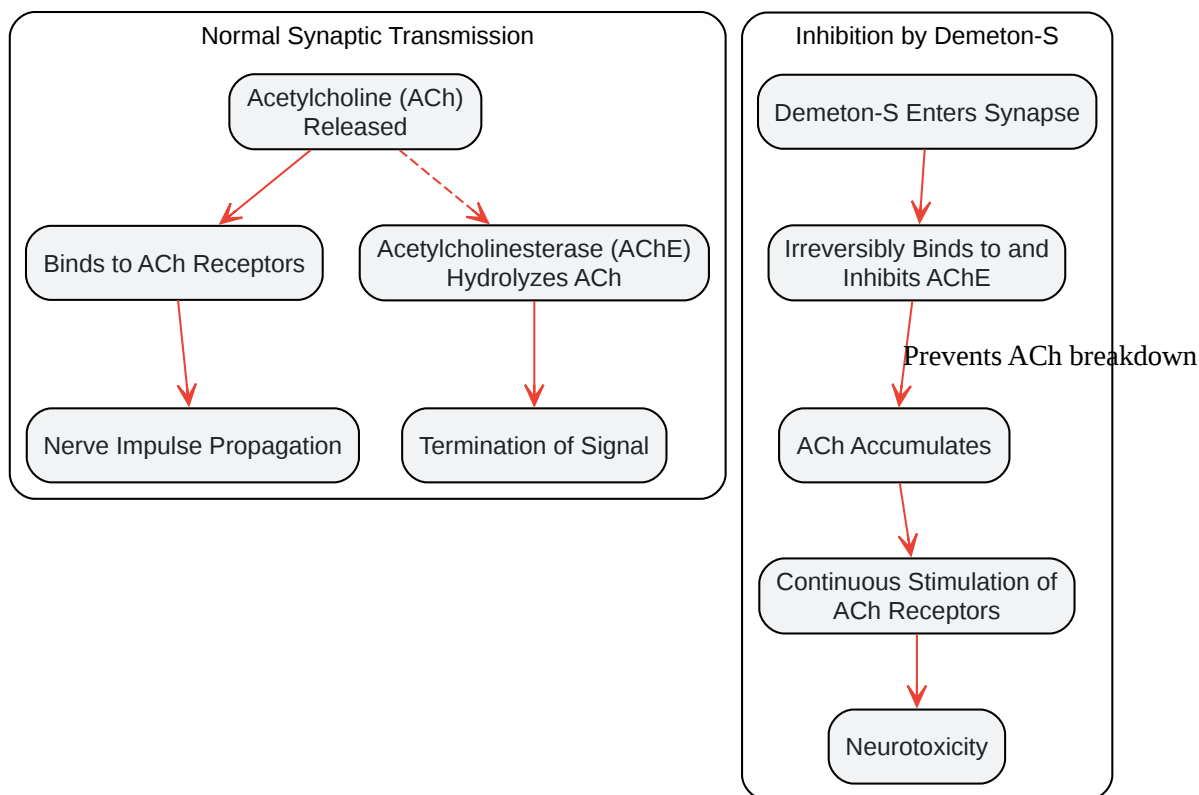 Normal Synaptic Transmission
Acetylcholine (ACh)
Released
Binds to ACh Receptors
Acetylcholinesterase (AChE)
Hydrolyzes ACh
Nerve Impulse Propagation
Termination of Signal
Inhibition by Demeton-S
Demeton-S Enters Synapse
Irreversibly Binds to and
Inhibits AChE
Prevents ACh breakdown
ACh Accumulates
Continuous Stimulation of
ACh Receptors
Neurotoxicity